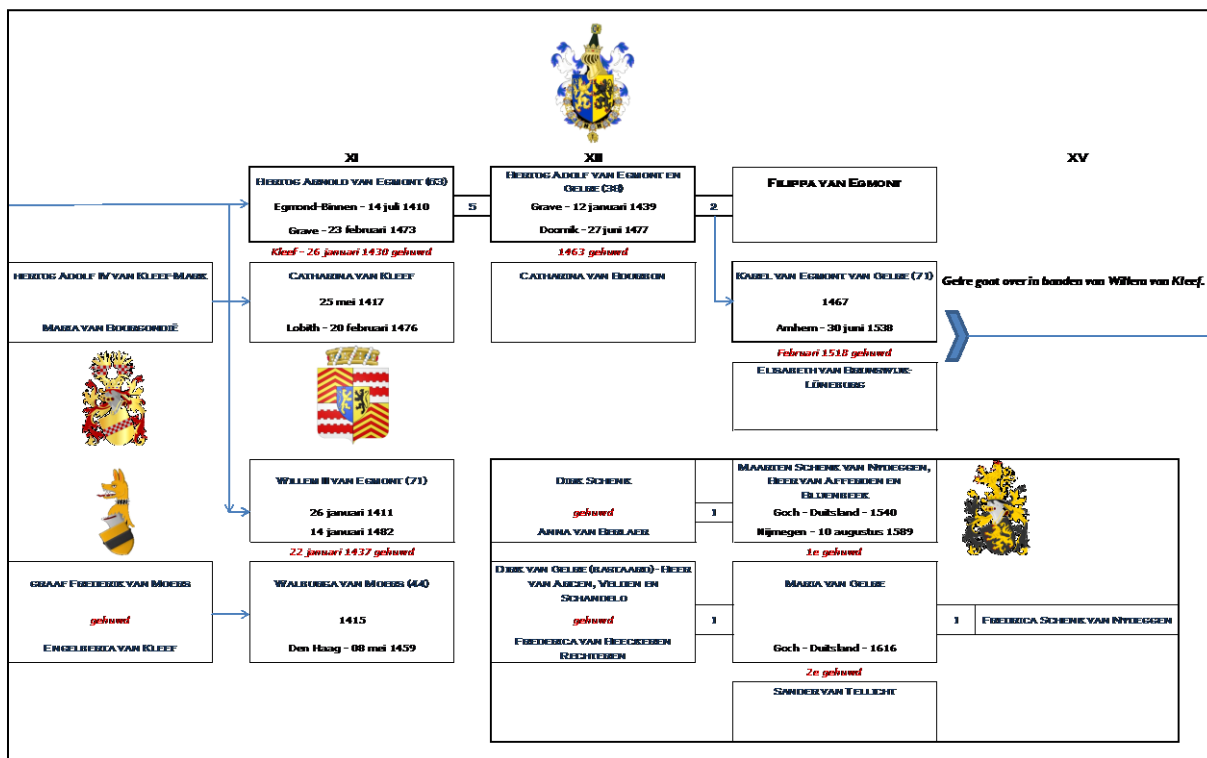 XI
XII
XV
HERTOG ARNOLD VAN EGMONT (63)
Egmond-Binnen - 14 juli 1410
Grave - 23 februari 1473
5
HERTOG ADOLF VAN EGMONT EN
GELRE (38)
Grave - 12 januari 1439
Doornik - 27 juni 1477
2
FILIPPA VAN EGMONT
Kleef - 26 januari 1430 gehuwd
1463 gehuwd
HERTOG ADOLF IV VAN KLEEF-MARK
MARIA VAN BOURGONDIË
CATHARINA VAN KLEEF
25 mei 1417
Lobith - 20 februari 1476
CATHARINA VAN BOURBON
KAREL VAN EGMONT VAN GELRE (71)
1467
Arnhem - 30 juni 1538
Gelre gaat over in handen van Willem van Kleef.
Februari 1518 gehuwd
ELISABETH VAN BRUNSWIJK-
LÜNEBURG
WILLEM II VAN EGMONT (71)
26 januari 1411
14 januari 1482
22 januari 1437 gehuwd
DIRK SCHENK
gehuwd
ANNA VAN BERLAER
1
MAARTEN SCHENK VAN NYDEGGEN,
HEER VAN AFFERDEN EN
BLIJENBEEK
Goch - Duitsland - 1540
Nijmegen - 10 augustus 1589
1e gehuwd
GRAAF FREDERIK VAN MOERS
gehuwd
ENGELBERTA VAN KLEEF
WALBURGA VAN MOERS (44)
1415
Den Haag - 08 mei 1459
DIRK VAN GELRE (BASTAARD) - HEER
VAN ARCEN, VELDEN EN
SCHANDELO
gehuwd
FREDERICA VAN HEECKEREN
RECHTEREN
1
MARIA VAN GELRE
Goch - Duitsland - 1616
1
FREDRICA SCHENK VAN NYDEGGEN
2e gehuwd
SANDER VAN TELLICHT